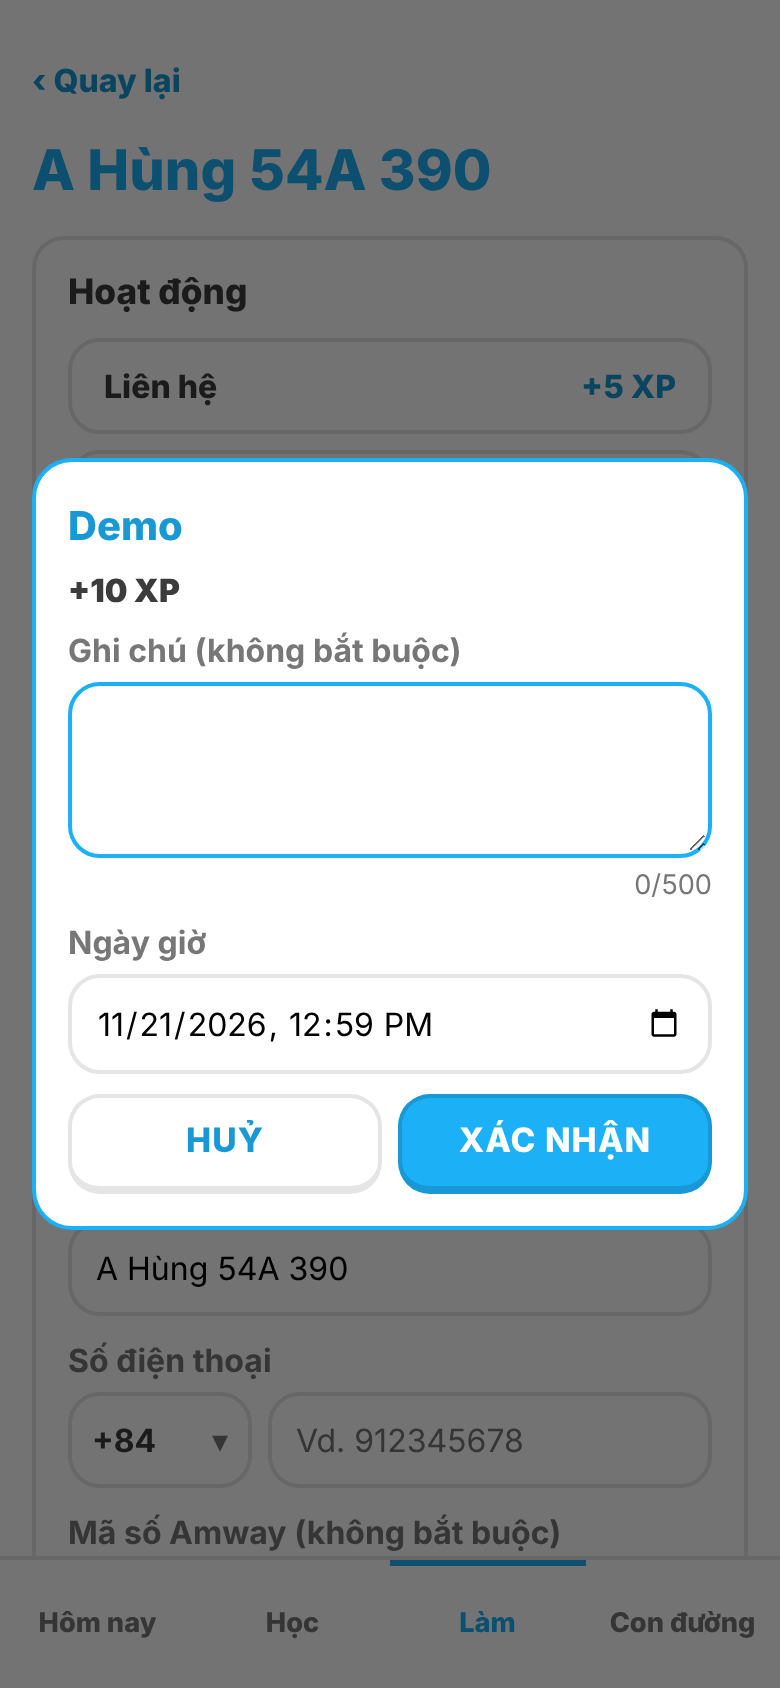 ‹ Quay lại
A Hùng 54A 390
Hoạt động
Liên hệ +5 XP
Demo
+10 XP
Ghi chú (không bắt buộc)
0/500
Ngày giờ
11/21/2026, 12:59 PM
HUỶ XÁC NHẬN
A Hùng 54A 390
Số điện thoại
+84 ▾ Vd. 912345678
Mã số Amway (không bắt buộc)
Hôm nay Học Làm Con đường